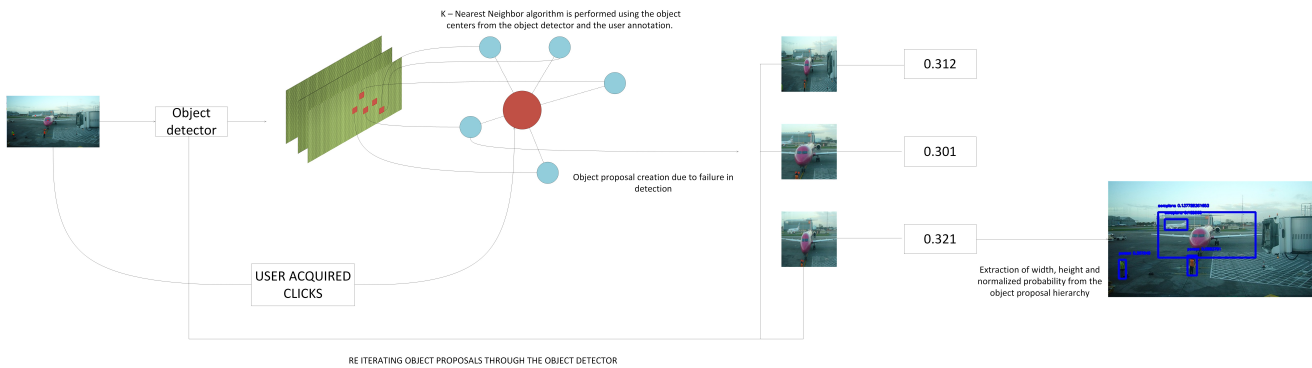 K – Nearest Neighbor algorithm is performed using the object
centers from the object detector and the user annotation.
Object
detector
Object proposal creation due to failure in
detection
USER ACQUIRED
CLICKS
0.312
0.301
0.321
Extraction of width, height and
normalized probability from the
object proposal hierarchy
RE ITERATING OBJECT PROPOSALS THROUGH THE OBJECT DETECTOR